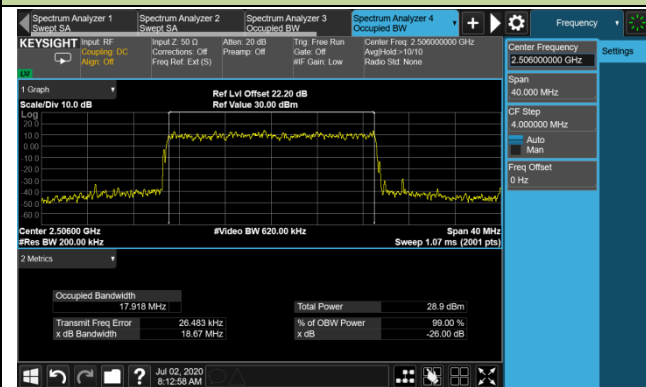 Spectrum Analyzer 1
Swept SA
Spectrum Analyzer 2
Swept SA
Spectrum Analyzer 3
Occupied BW
Spectrum Analyzer 4
Occupied BW
Frequency
KEYSIGHT
Input: RF
Coupling: DC
Align: Off
Input Z: 50 Ω
Corrections: Off
Freq Ref: Ext (S)
Atten: 20 dB
Preamp: Off
Trig: Free Run
Gate: Off
#IF Gain: Low
Center Freq: 2.506000000 GHz
Avg|Hold:>10/10
Radio Std: None
Center Frequency
2.506000000 GHz
Settings
Span
40.000 MHz
CF Step
4.000000 MHz
Auto
Man
Freq Offset
0 Hz
1 Graph
Scale/Div 10.0 dB
Ref Lvl Offset 22.20 dB
Ref Value 30.00 dBm
Log
20.0
10.0
0.00
-10.0
-20.0
-30.0
-40.0
-50.0
-60.0
Center 2.50600 GHz
#Video BW 620.00 kHz
Span 40 MHz
#Res BW 200.00 kHz
Sweep 1.07 ms (2001 pts)
2 Metrics
Occupied Bandwidth
17.918 MHz
Total Power
28.9 dBm
Transmit Freq Error
26.483 kHz
% of OBW Power
99.00 %
x dB Bandwidth
18.67 MHz
x dB
-26.00 dB
?
Jul 02, 2020
8:12:58 AM